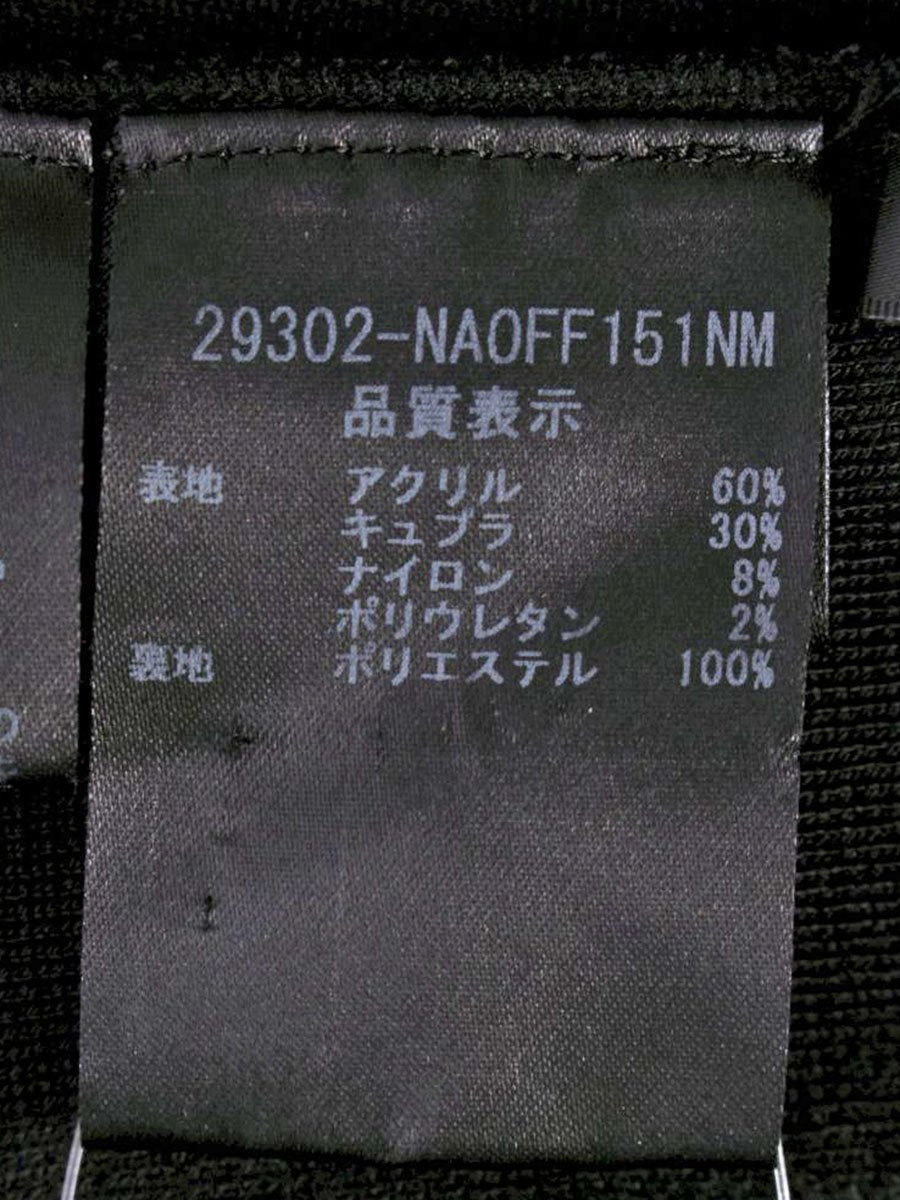 29302-NA0FF151NM
品質表示
表地 アクリル 60%
キュプラ 30%
ナイロン 8%
ポリウレタン 2%
裏地 ポリエステル 100%